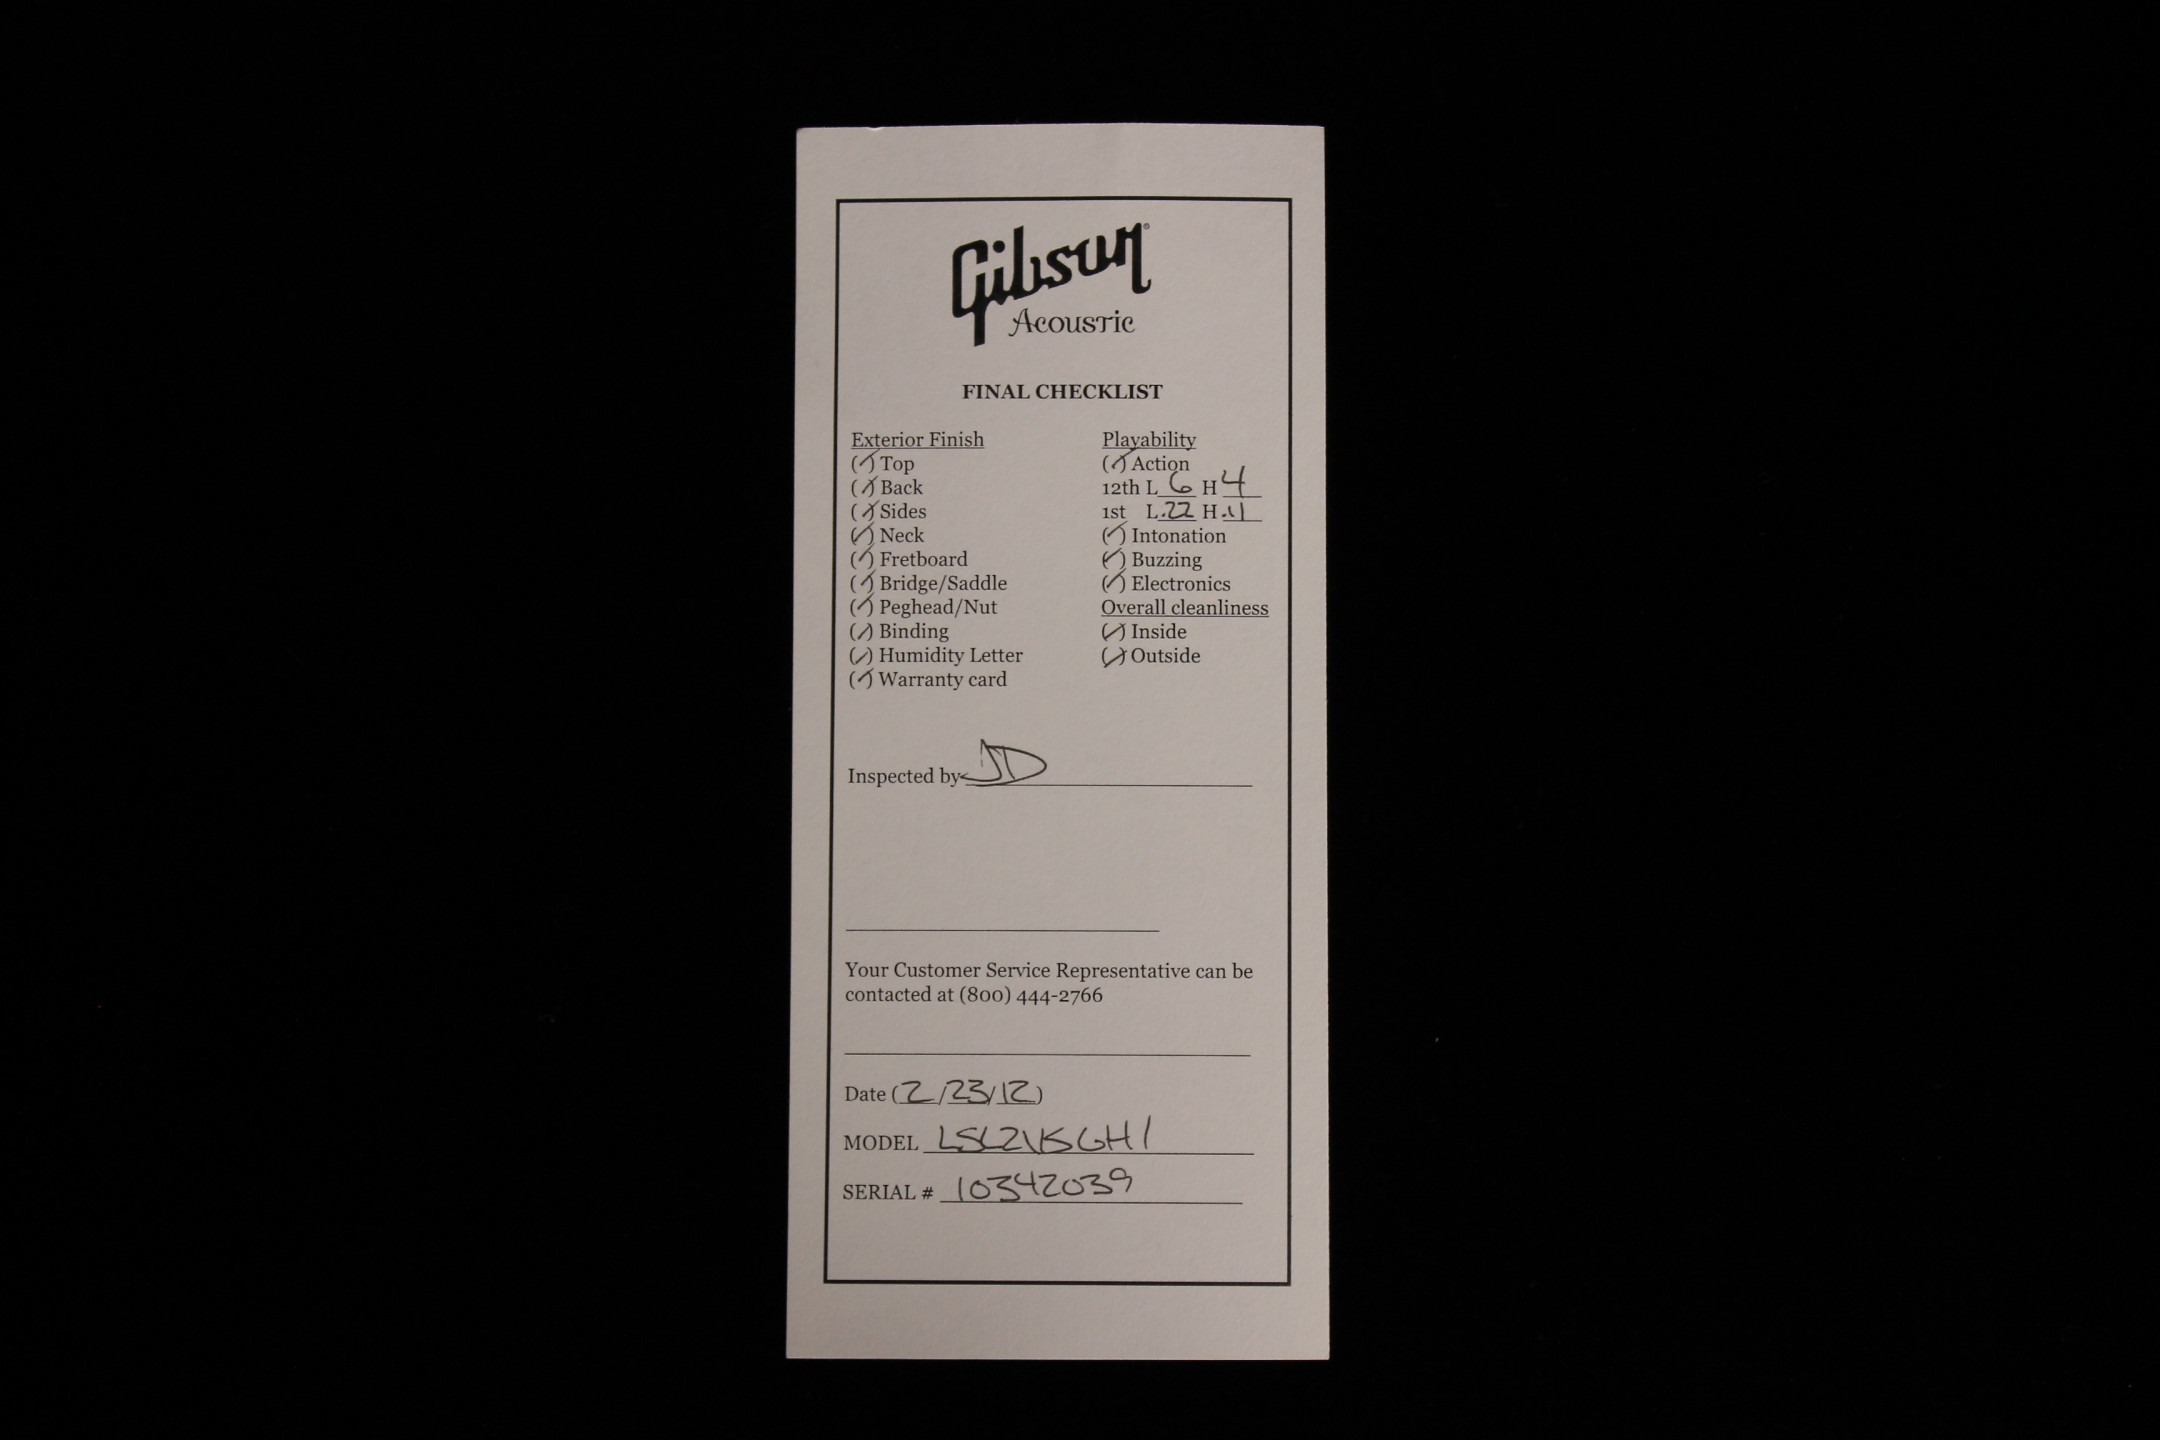 Gibson®
Acoustic
FINAL CHECKLIST
Exterior Finish
(✓) Top
(✓) Back
(✓) Sides
(✓) Neck
(✓) Fretboard
(✓) Bridge/Saddle
(✓) Peghead/Nut
(✓) Binding
(✓) Humidity Letter
(✓) Warranty card
Playability
(✓) Action
12th L 6 H 4
1st L .22 H .11
(✓) Intonation
(✓) Buzzing
(✓) Electronics
Overall cleanliness
(✓) Inside
(✓) Outside
Inspected by JD
Your Customer Service Representative can be
contacted at (800) 444-2766
Date (2/23/12)
MODEL LSL2VSGH1
SERIAL # 10342039